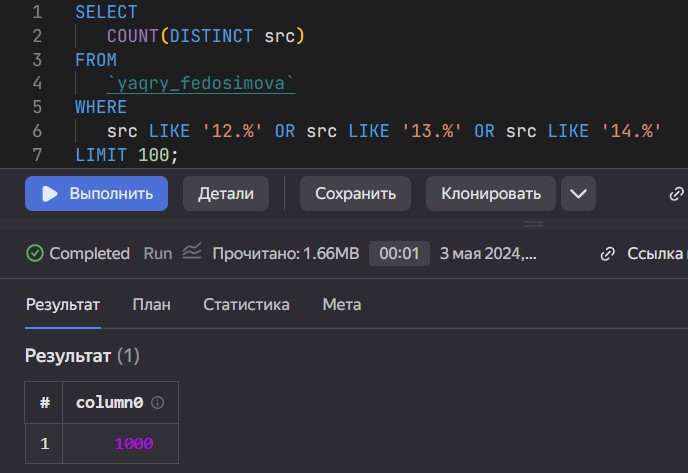 1 SELECT
2 COUNT(DISTINCT src)
3 FROM
4 `yaqry_fedosimova`
5 WHERE
6 src LIKE '12.%' OR src LIKE '13.%' OR src LIKE '14.%'
7 LIMIT 100;
Выполнить Детали Сохранить Клонировать
Completed Run Прочитано: 1.66MB 00:01 3 мая 2024,... Ссылка
Результат План Статистика Мета
Результат (1)
# column0
1 1000